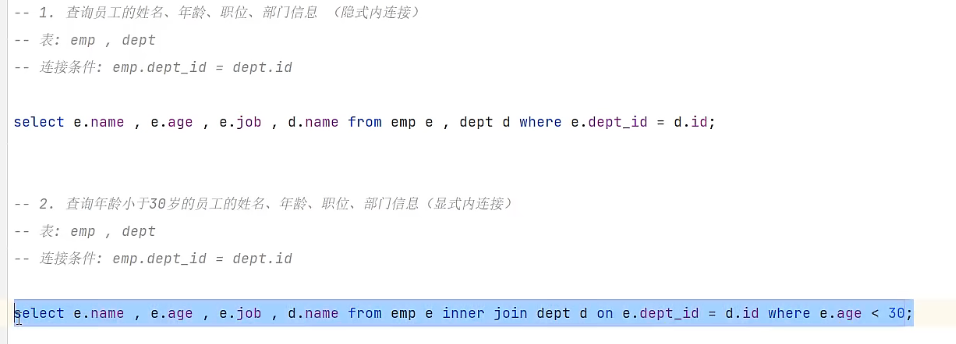 -- 1. 查询员工的姓名、年龄、职位、部门信息 （隐式内连接）
-- 表: emp , dept
-- 连接条件: emp.dept_id = dept.id
select e.name , e.age , e.job , d.name from emp e , dept d where e.dept_id = d.id;
-- 2. 查询年龄小于30岁的员工的姓名、年龄、职位、部门信息（显式内连接）
-- 表: emp , dept
-- 连接条件: emp.dept_id = dept.id
select e.name , e.age , e.job , d.name from emp e inner join dept d on e.dept_id = d.id where e.age < 30;